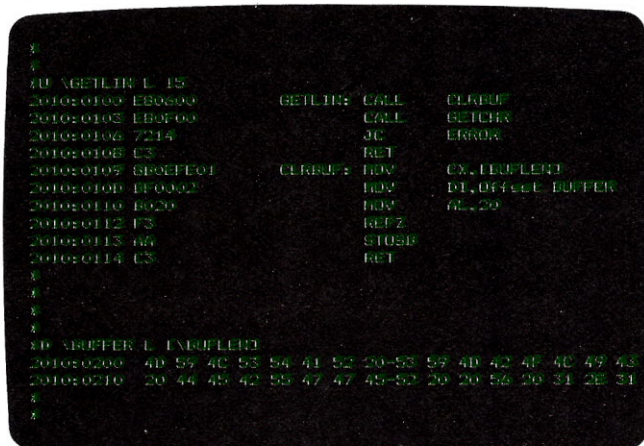 *
*
*U \GETLIN L 15
2010:0100 E80600 GETLIN: CALL CLRBUF
2010:0103 E80F00 CALL GETCHR
2010:0106 7214 JC ERROR
2010:0108 C3 RET
2010:0109 8B0EFE01 CLRBUF: MOV CX,[BUFLEN]
2010:010D BF0002 MOV DI,Offset BUFFER
2010:0110 B020 MOV AL,20
2010:0112 F3 REPZ
2010:0113 AA STOSB
2010:0114 C3 RET
*
*
*
*
*D \BUFFER L [\BUFLEN]
2010:0200 4D 59 4C 53 54 41 52 20-53 59 4D 42 4F 4C 49 43
2010:0210 20 44 45 42 55 47 47 45-52 20 20 56 20 31 2E 31
*
*